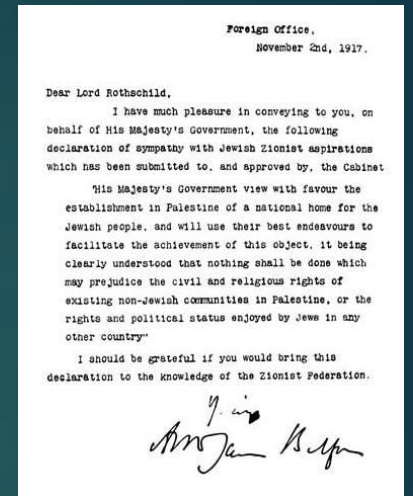 Foreign Office,
November 2nd, 1917.
Dear Lord Rothschild,
I have much pleasure in conveying to you, on
behalf of His Majesty's Government, the following
declaration of sympathy with Jewish Zionist aspirations
which has been submitted to, and approved by, the Cabinet
"His Majesty's Government view with favour the
establishment in Palestine of a national home for the
Jewish people, and will use their best endeavours to
facilitate the achievement of this object, it being
clearly understood that nothing shall be done which
may prejudice the civil and religious rights of
existing non-Jewish communities in Palestine, or the
rights and political status enjoyed by Jews in any
other country"
I should be grateful if you would bring this
declaration to the knowledge of the Zionist Federation.